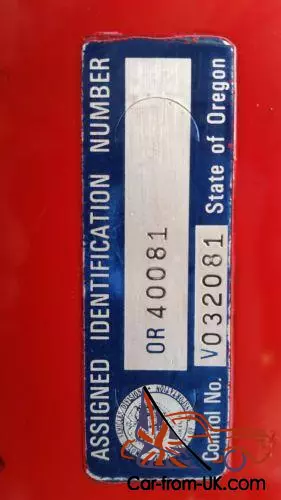 ASSIGNED IDENTIFICATION NUMBER
OR 40081
Control No. V032081 State of Oregon
Car-from-UK.com